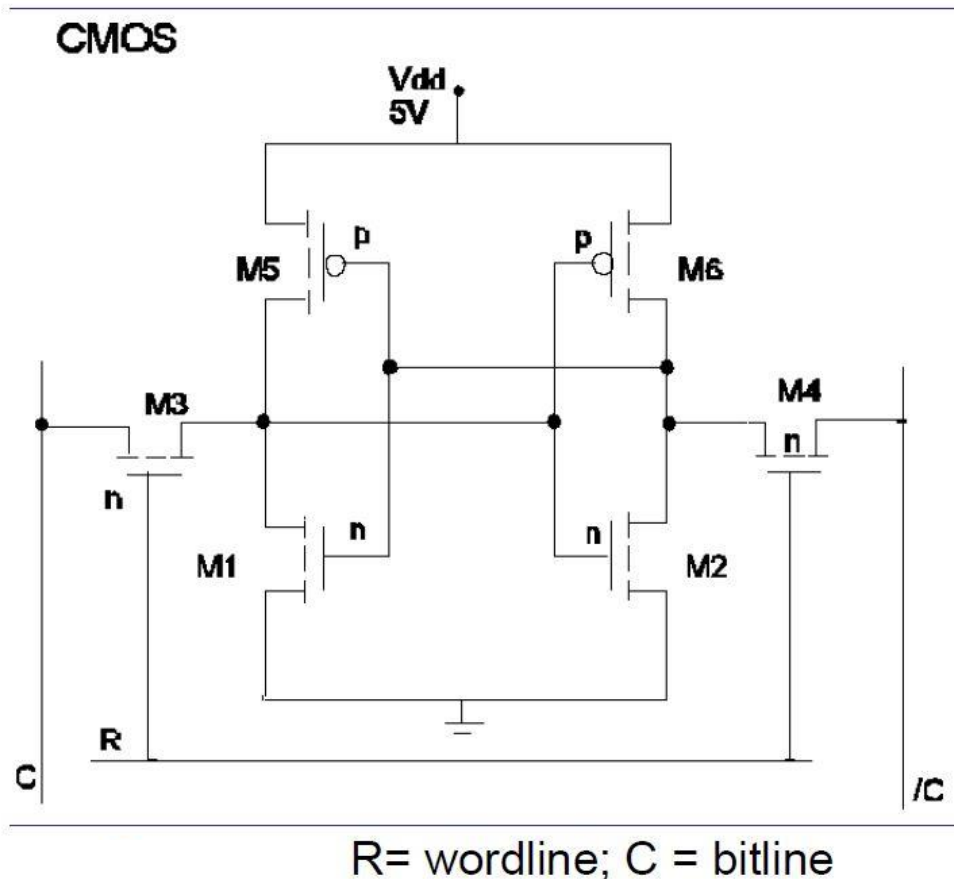 CMOS
Vdd
5V
p
p
M5
M6
M3
M4
n
n
n
n
M1
M2
R
C
/C
R= wordline; C = bitline